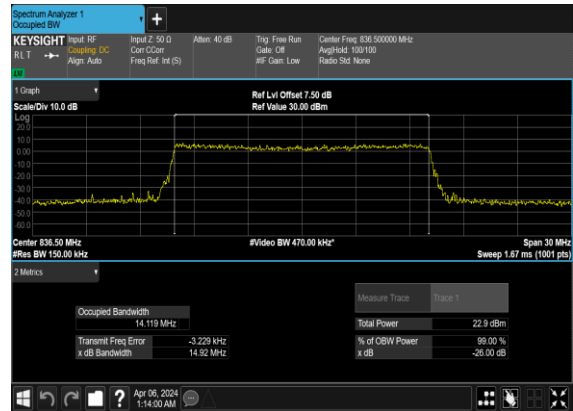 Spectrum Analyzer 1
Occupied BW
+
KEYSIGHT Input: RF Input Z: 50 Ω Atten: 40 dB Trig: Free Run Center Freq: 836.500000 MHz
RLT Coupling: DC Corr CCorr Gate: Off Avg|Hold: 100/100
Align: Auto Freq Ref: Int (S) #IF Gain: Low Radio Std: None
LW
1 Graph
Ref Lvl Offset 7.50 dB
Scale/Div 10.0 dB Ref Value 30.00 dBm
Log
20.0
10.0
0.00
-10.0
-20.0
-30.0
-40.0
-50.0
-60.0
Center 836.50 MHz #Video BW 470.00 kHz* Span 30 MHz
#Res BW 150.00 kHz Sweep 1.67 ms (1001 pts)
2 Metrics
Measure Trace Trace 1
Occupied Bandwidth
14.119 MHz Total Power 22.9 dBm
Transmit Freq Error -3.229 kHz % of OBW Power 99.00 %
x dB Bandwidth 14.92 MHz x dB -26.00 dB
? Apr 06, 2024
1:14:00 AM